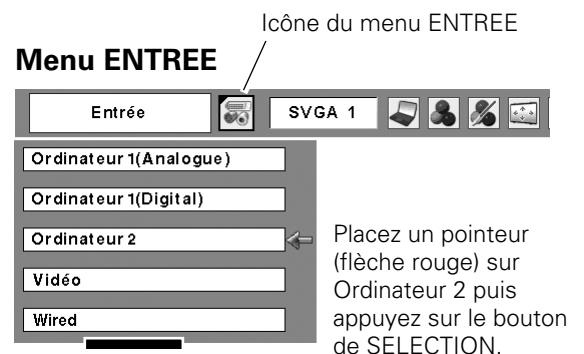 Icône du menu ENTREE
Menu ENTREE
Entrée
SVGA 1
Ordinateur 1(Analogue)
Ordinateur 1(Digital)
Ordinateur 2
Vidéo
Wired
Placez un pointeur
(flèche rouge) sur
Ordinateur 2 puis
appuyez sur le bouton
de SELECTION.